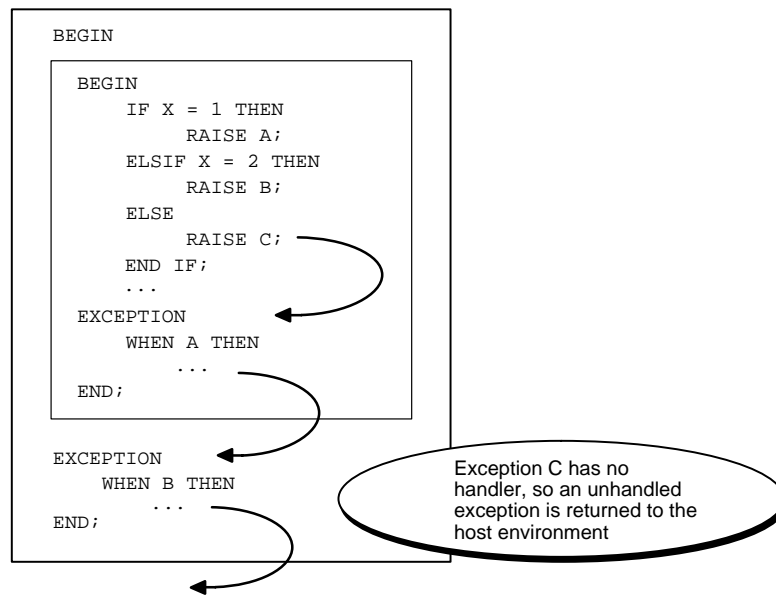 BEGIN
BEGIN
IF X = 1 THEN
RAISE A;
ELSIF X = 2 THEN
RAISE B;
ELSE
RAISE C;
END IF;
...
EXCEPTION
WHEN A THEN
...
END;
EXCEPTION
WHEN B THEN
...
END;
Exception C has no
handler, so an unhandled
exception is returned to the
host environment